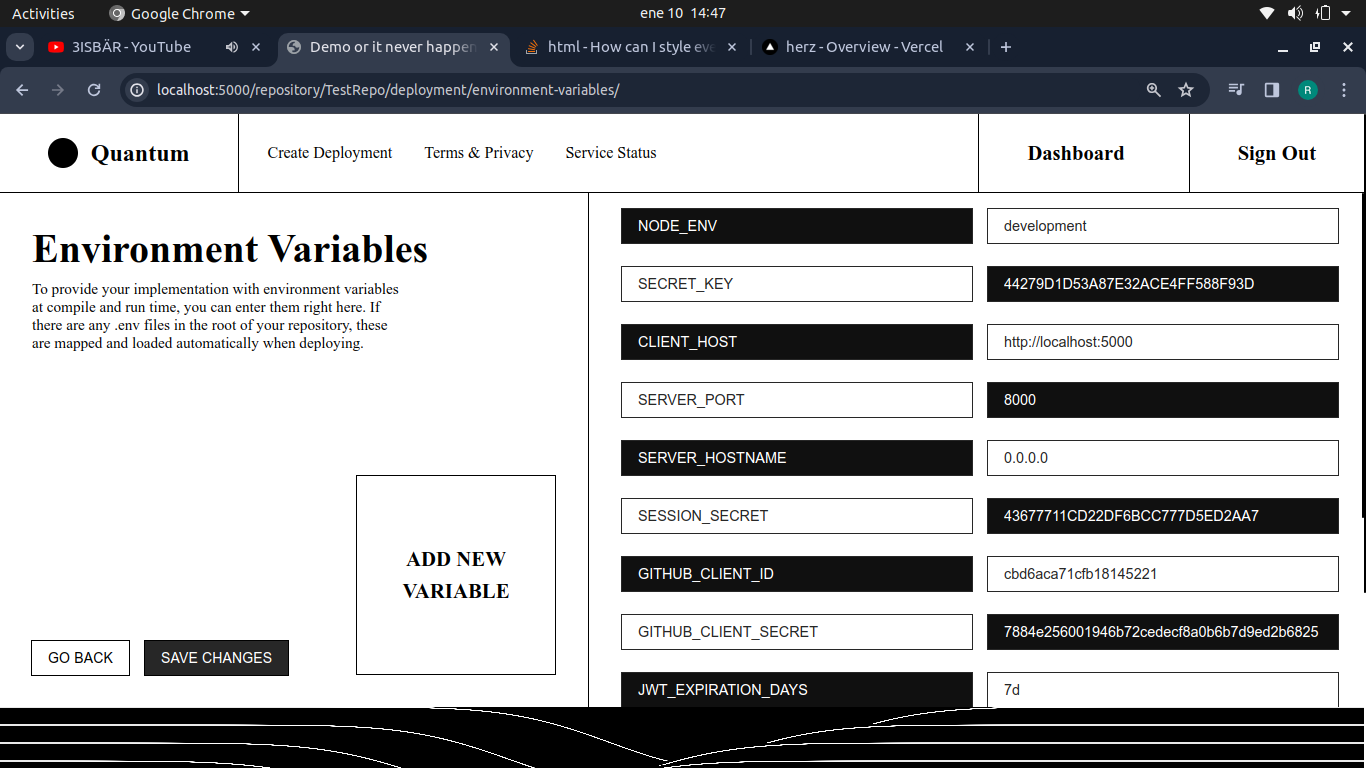 Activities
Google Chrome
ene 10 14:47
3ISBÄR - YouTube
Demo or it never happen
html - How can I style eve
herz - Overview - Vercel
localhost:5000/repository/TestRepo/deployment/environment-variables/
R
Quantum
Create Deployment
Terms & Privacy
Service Status
Dashboard
Sign Out
Environment Variables
To provide your implementation with environment variables
at compile and run time, you can enter them right here. If
there are any .env files in the root of your repository, these
are mapped and loaded automatically when deploying.
ADD NEW
VARIABLE
GO BACK
SAVE CHANGES
NODE_ENV
development
SECRET_KEY
44279D1D53A87E32ACE4FF588F93D
CLIENT_HOST
http://localhost:5000
SERVER_PORT
8000
SERVER_HOSTNAME
0.0.0.0
SESSION_SECRET
43677711CD22DF6BCC777D5ED2AA7
GITHUB_CLIENT_ID
cbd6aca71cfb18145221
GITHUB_CLIENT_SECRET
7884e256001946b72cedecf8a0b6b7d9ed2b6825
JWT_EXPIRATION_DAYS
7d